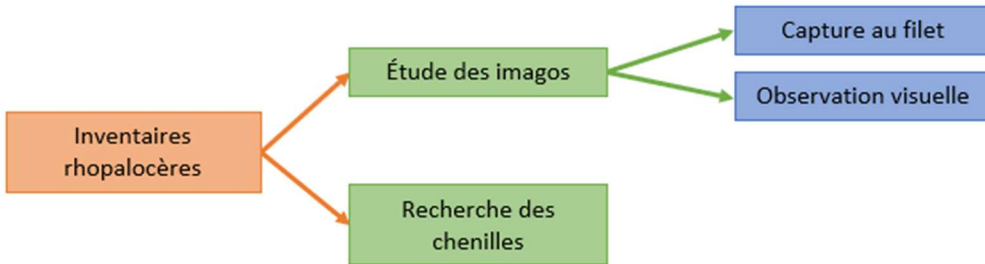 Inventaires
rhopalocères
Étude des imagos
Recherche des
chenilles
Capture au filet
Observation visuelle